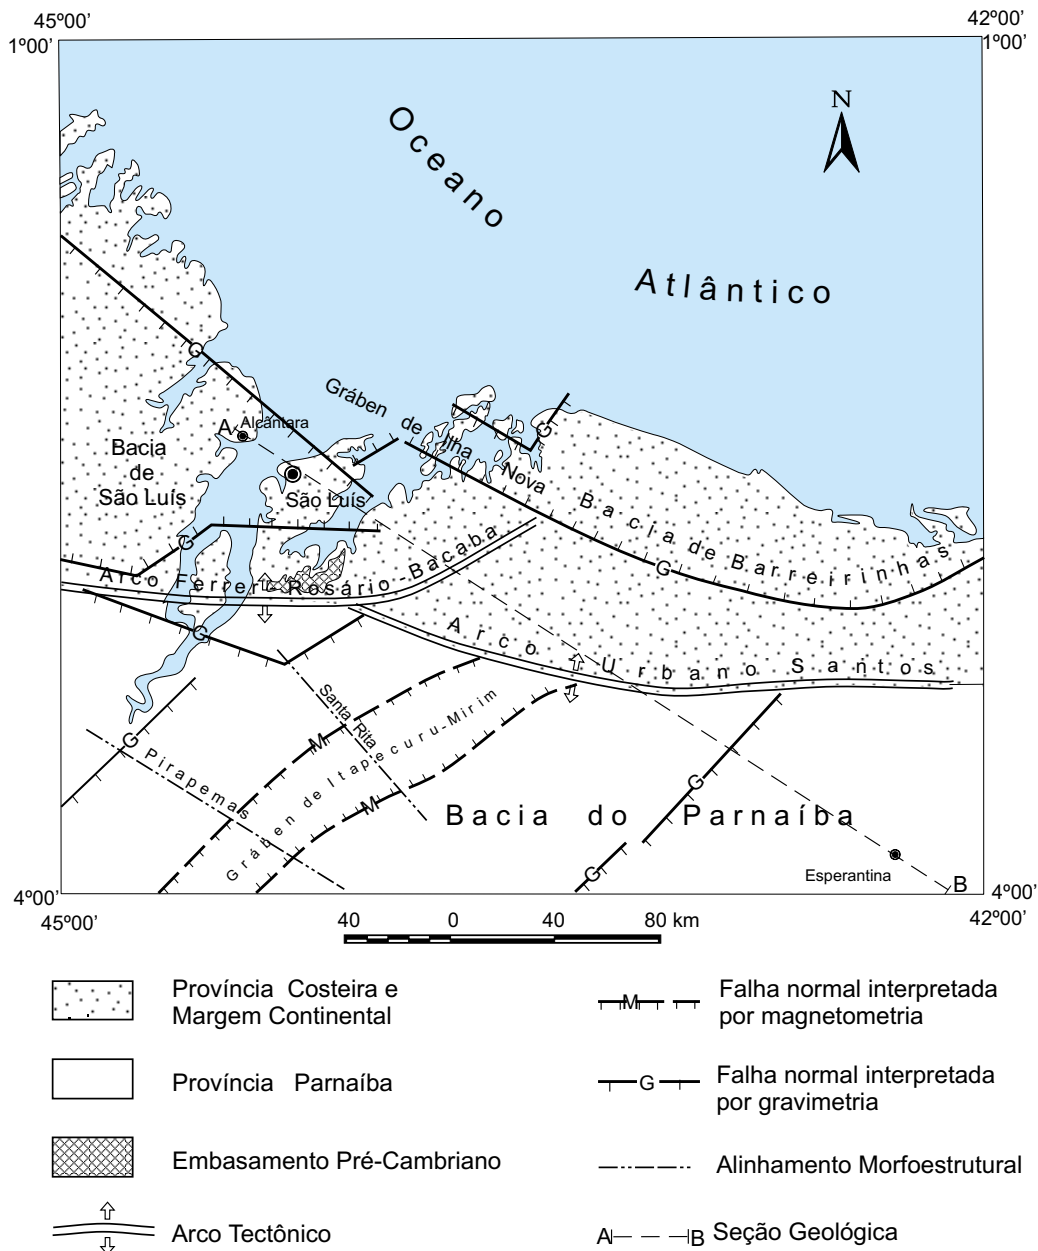 45º00’
42º00’
1º00’
1º00’
N
Oceano
Atlântico
Gráben de Ilha Nova
G
A
Alcântara
G
Bacia
de
São Luís
São Luís
Bacia de Barreirinhas
G
G
Arco Ferrer-Rosário-Bacaba
Arco Urbano Santos
G
Santa Rita
Gráben de Itapecuru-Mirim
M
G
Pirapemas
M
G
Bacia do Parnaíba
G
Esperantina
B
4º00’
4º00’
45º00’
42º00’
40 0 40 80 km
Província Costeira e
Margem Continental
Província Parnaíba
Embasamento Pré-Cambriano
Arco Tectônico
M
Falha normal interpretada
por magnetometria
G
Falha normal interpretada
por gravimetria
Alinhamento Morfoestrutural
A B Seção Geológica